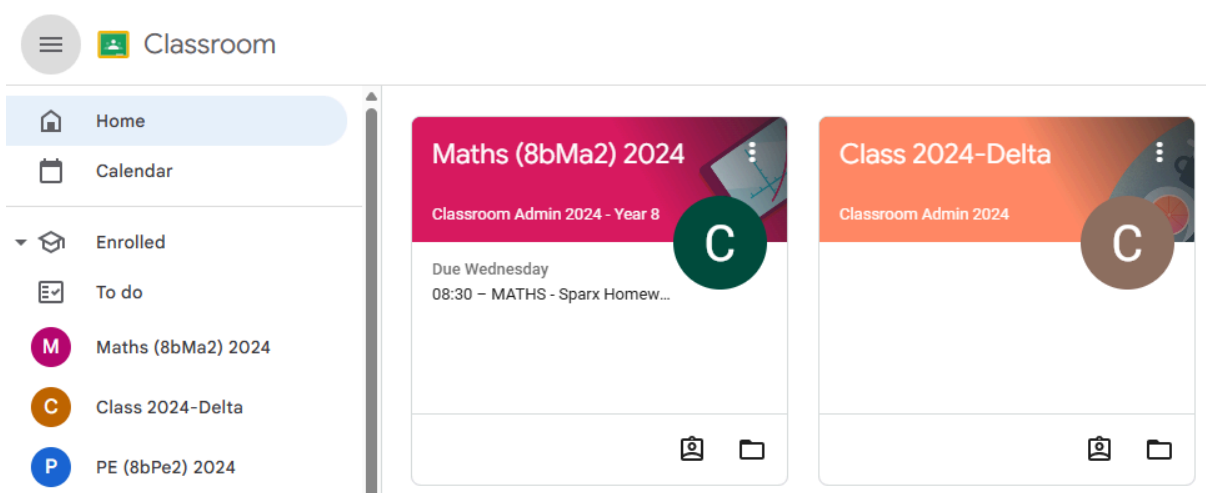 Classroom
Home
Calendar
Enrolled
To do
M Maths (8bMa2) 2024
C Class 2024-Delta
P PE (8bPe2) 2024
Maths (8bMa2) 2024
Classroom Admin 2024 - Year 8
C
Due Wednesday
08:30 – MATHS - Sparx Homew...
Class 2024-Delta
Classroom Admin 2024
C